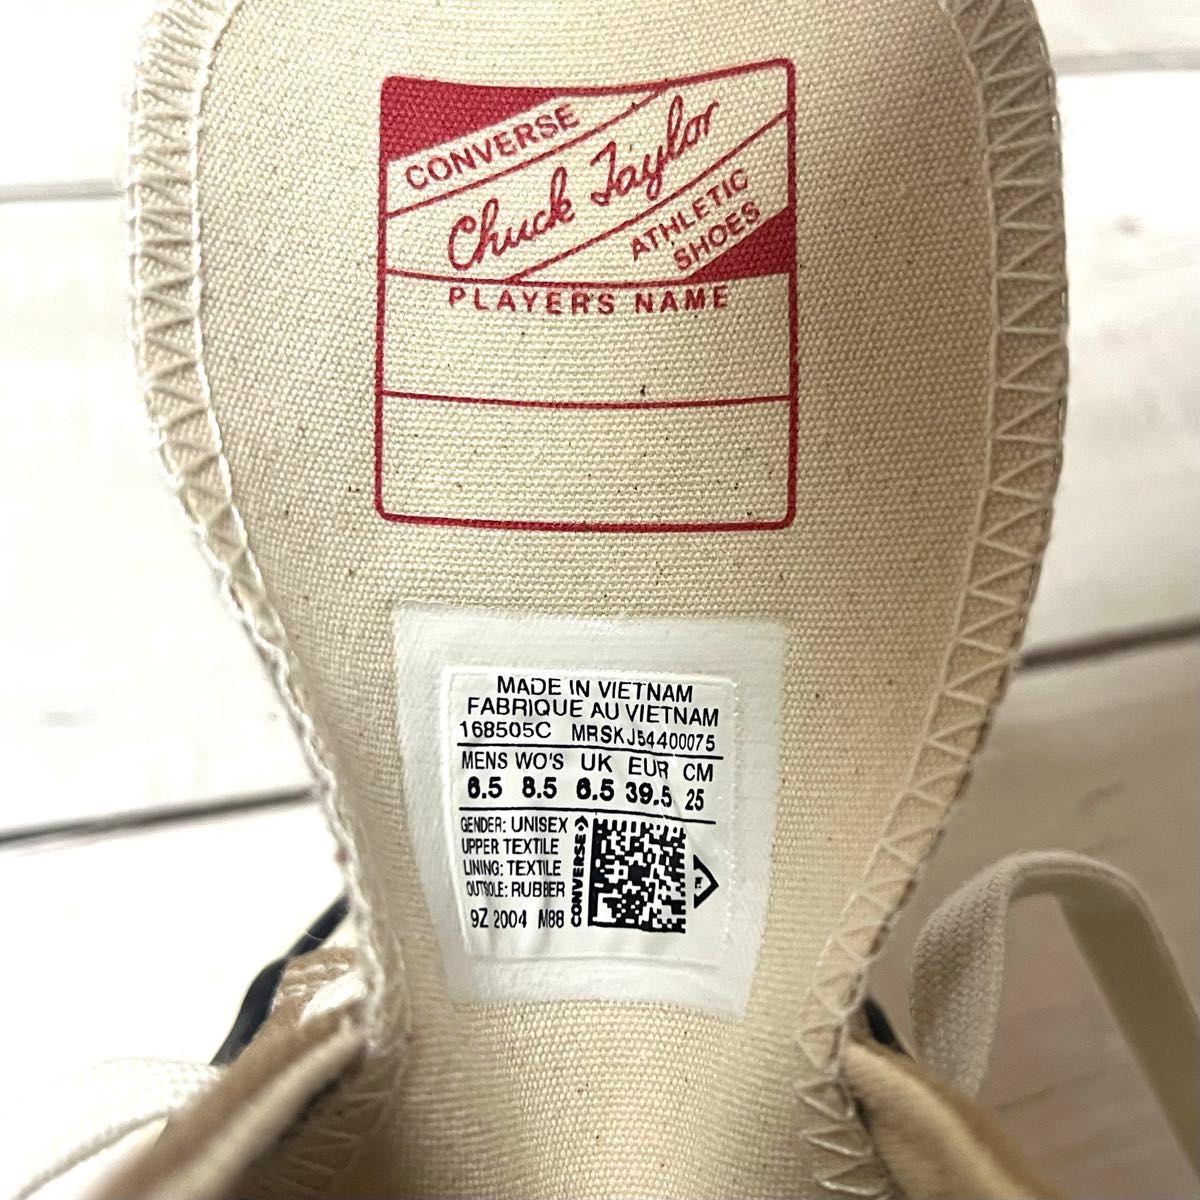 CONVERSE
Chuck Taylor
ATHLETIC
SHOES
PLAYER'S NAME
MADE IN VIETNAM
FABRIQUE AU VIETNAM
168505C MRSKJ54400075
MENS WO'S UK EUR CM
6.5 8.5 6.5 39.5 25
GENDER: UNISEX
UPPER TEXTILE
LINING: TEXTILE
OUTSOLE: RUBBER
9Z 2004 M88
CONVERSE